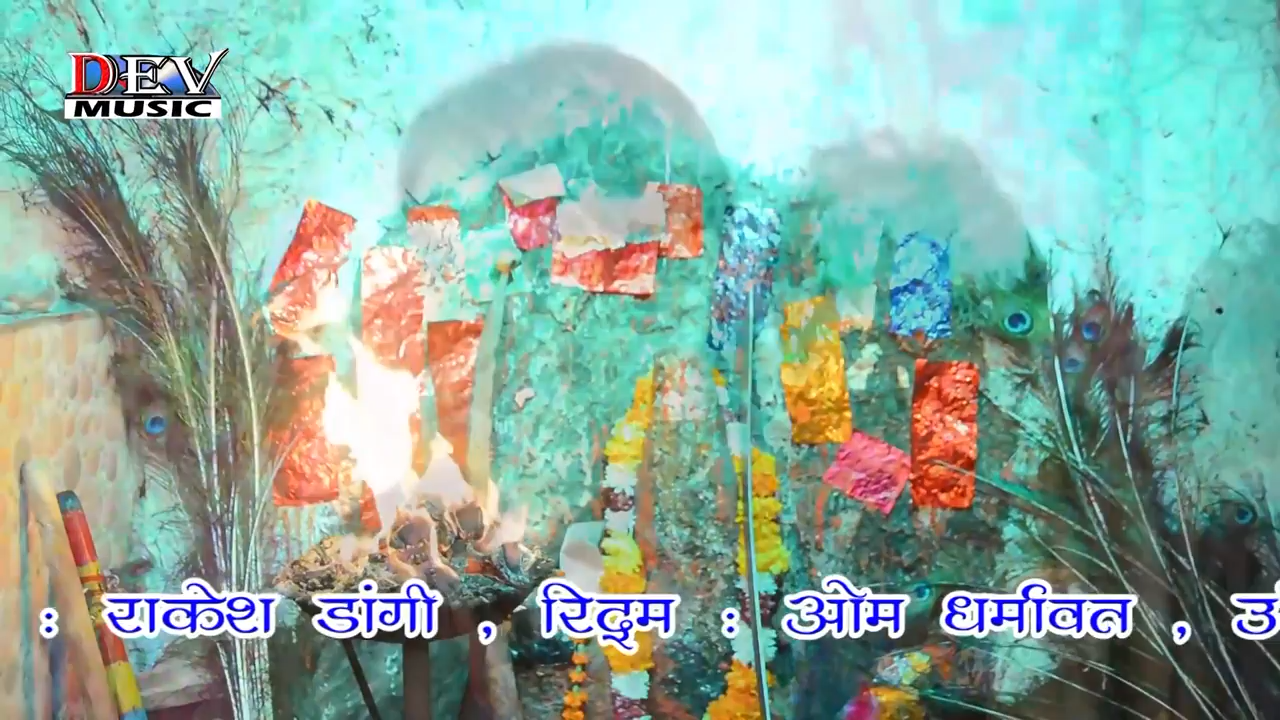 DEV
MUSIC
: राकेश डांगी , रिदम : ओम धर्मावत , उ